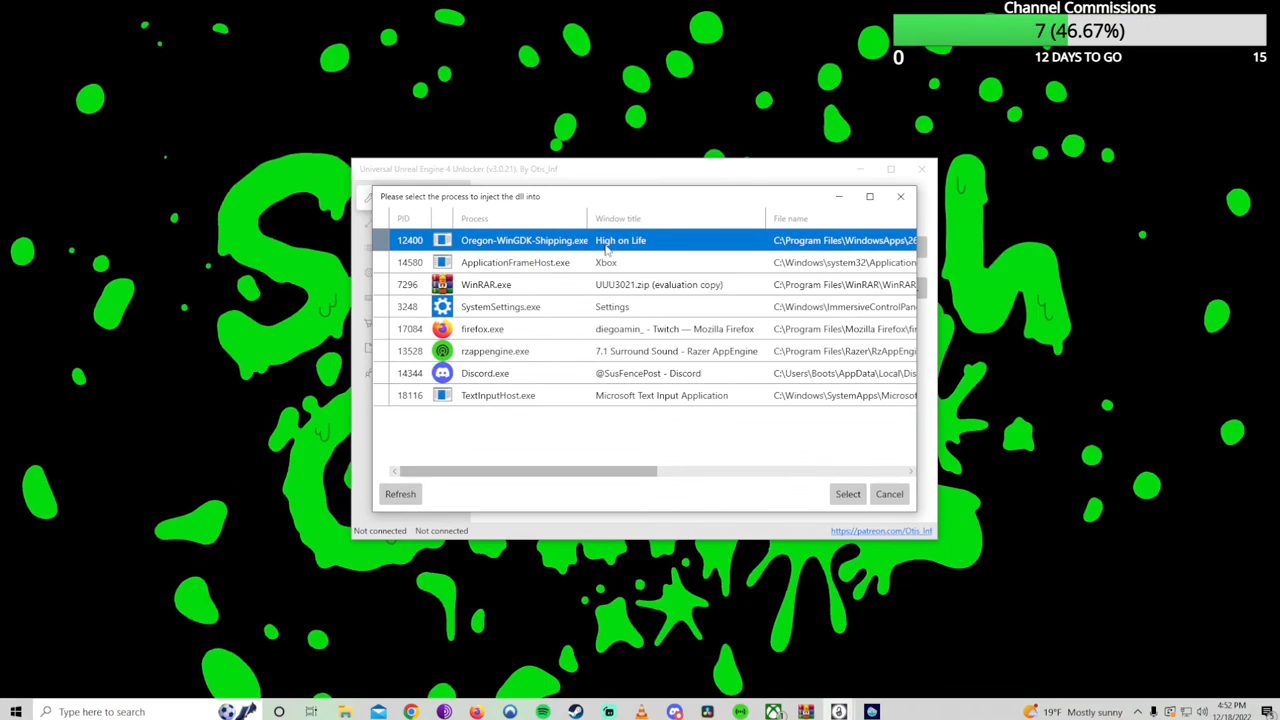 Channel Commissions
7 (46.67%)
0 12 DAYS TO GO 15
Universal Unreal Engine 4 Unlocker (v3.0.21). By Otis_Inf
Please select the process to inject the dll into
PID Process Window title File name
12400 Oregon-WinGDK-Shipping.exe High on Life C:\Program Files\WindowsApps\26
14580 ApplicationFrameHost.exe Xbox C:\Windows\system32\Application
7296 WinRAR.exe UUU3021.zip (evaluation copy) C:\Program Files\WinRAR\WinRAR.
3248 SystemSettings.exe Settings C:\Windows\ImmersiveControlPan
17084 firefox.exe diegoamin_ - Twitch — Mozilla Firefox C:\Program Files\Mozilla Firefox\fir
13528 rzappengine.exe 7.1 Surround Sound - Razer AppEngine C:\Program Files\Razer\RzAppEngi
14344 Discord.exe @SusFencePost - Discord C:\Users\Boots\AppData\Local\Dis
18116 TextInputHost.exe Microsoft Text Input Application C:\Windows\SystemApps\Microsof
Refresh Select Cancel
Not connected Not connected https://patreon.com/Otis_Inf
Type here to search
19°F Mostly sunny
4:52 PM
12/18/2022